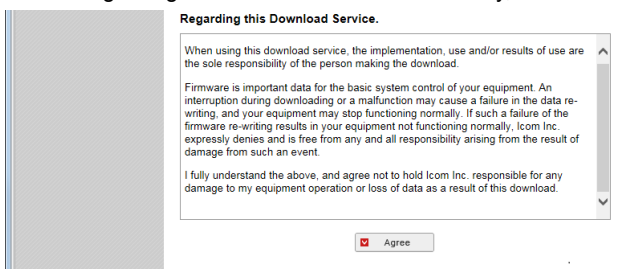 Regarding this Download Service.
When using this download service, the implementation, use and/or results of use are
the sole responsibility of the person making the download.
Firmware is important data for the basic system control of your equipment. An
interruption during downloading or a malfunction may cause a failure in the data re-
writing, and your equipment may stop functioning normally. If such a failure of the
firmware re-writing results in your equipment not functioning normally, Icom Inc.
expressly denies and is free from any and all responsibility arising from the result of
damage from such an event.
I fully understand the above, and agree not to hold Icom Inc. responsible for any
damage to my equipment operation or loss of data as a result of this download.
Agree